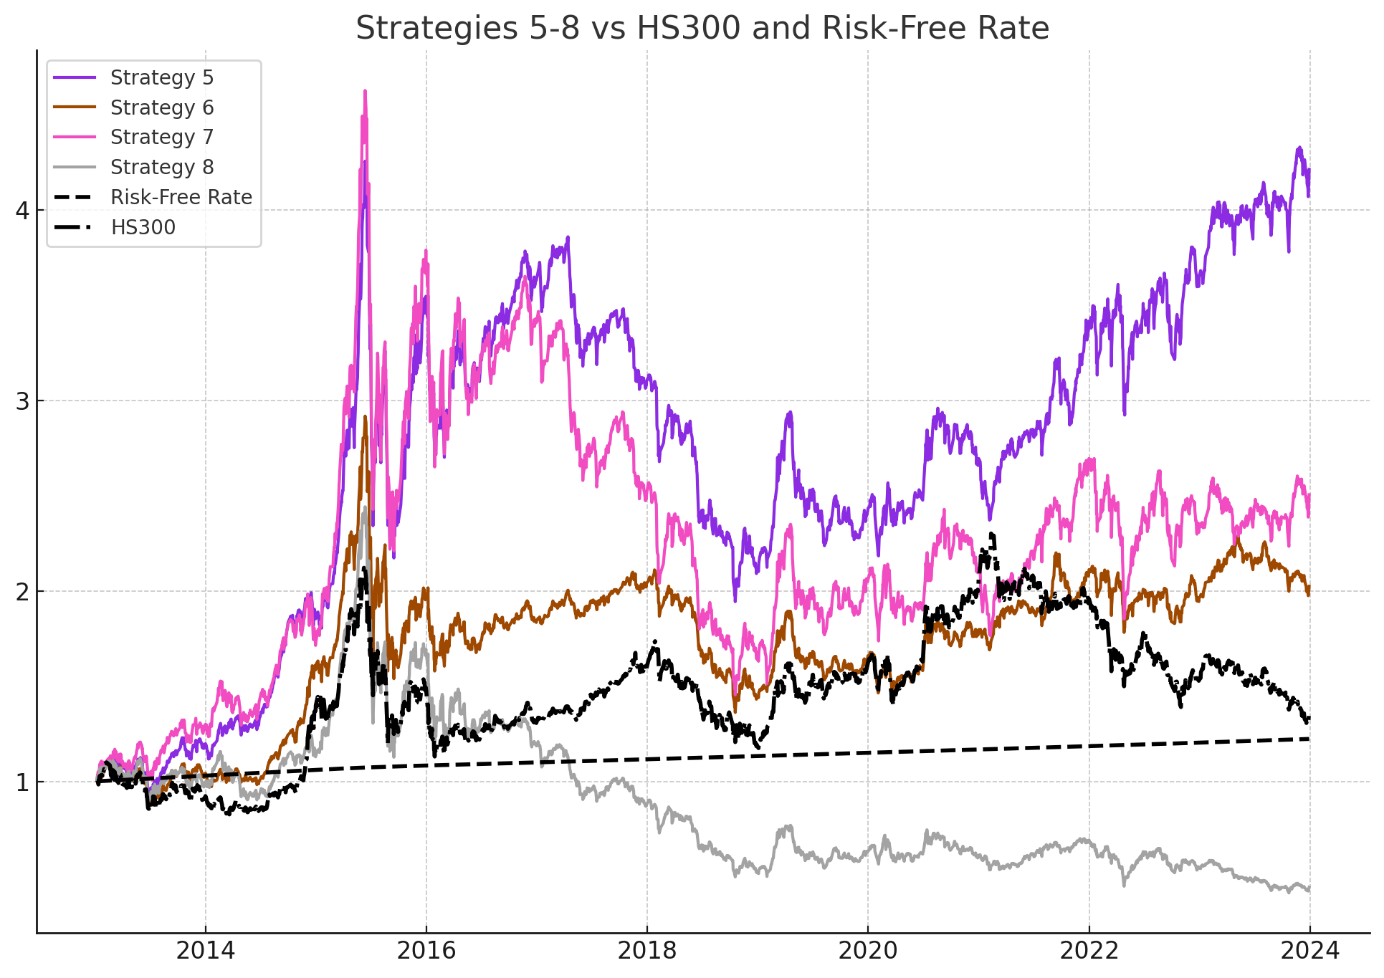 Strategies 5-8 vs HS300 and Risk-Free Rate
Strategy 5
Strategy 6
Strategy 7
Strategy 8
Risk-Free Rate
HS300
4
3
2
1
2014
2016
2018
2020
2022
2024